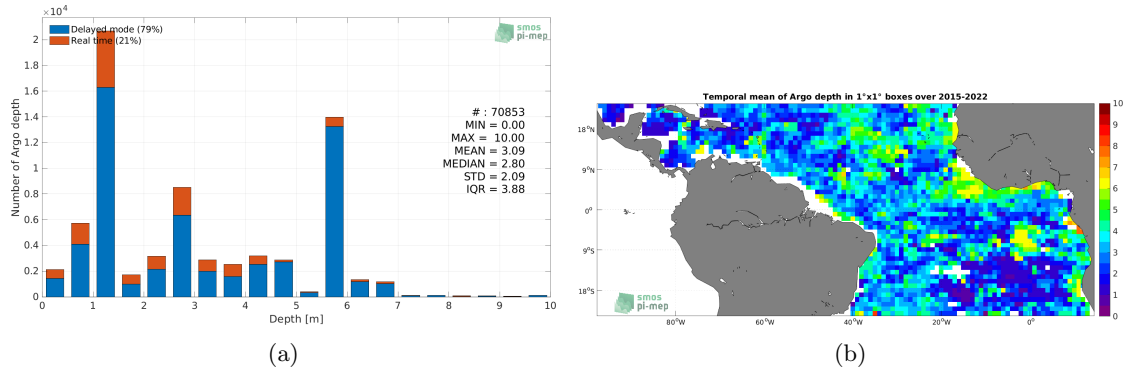 ×10⁴
Delayed mode (79%)
Real time (21%)
smos
pi-mep
2
1.8
1.6
1.4
1.2
1
0.8
0.6
0.4
0.2
0
Number of Argo depth
# : 70853
MIN = 0.00
MAX = 10.00
MEAN = 3.09
MEDIAN = 2.80
STD = 2.09
IQR = 3.88
0 1 2 3 4 5 6 7 8 9 10
Depth [m]
(a)
Temporal mean of Argo depth in 1°x1° boxes over 2015-2022
18°N
9°N
0°
9°S
18°S
80°W 60°W 40°W 20°W 0°
smos
pi-mep
10
9
8
7
6
5
4
3
2
1
0
(b)